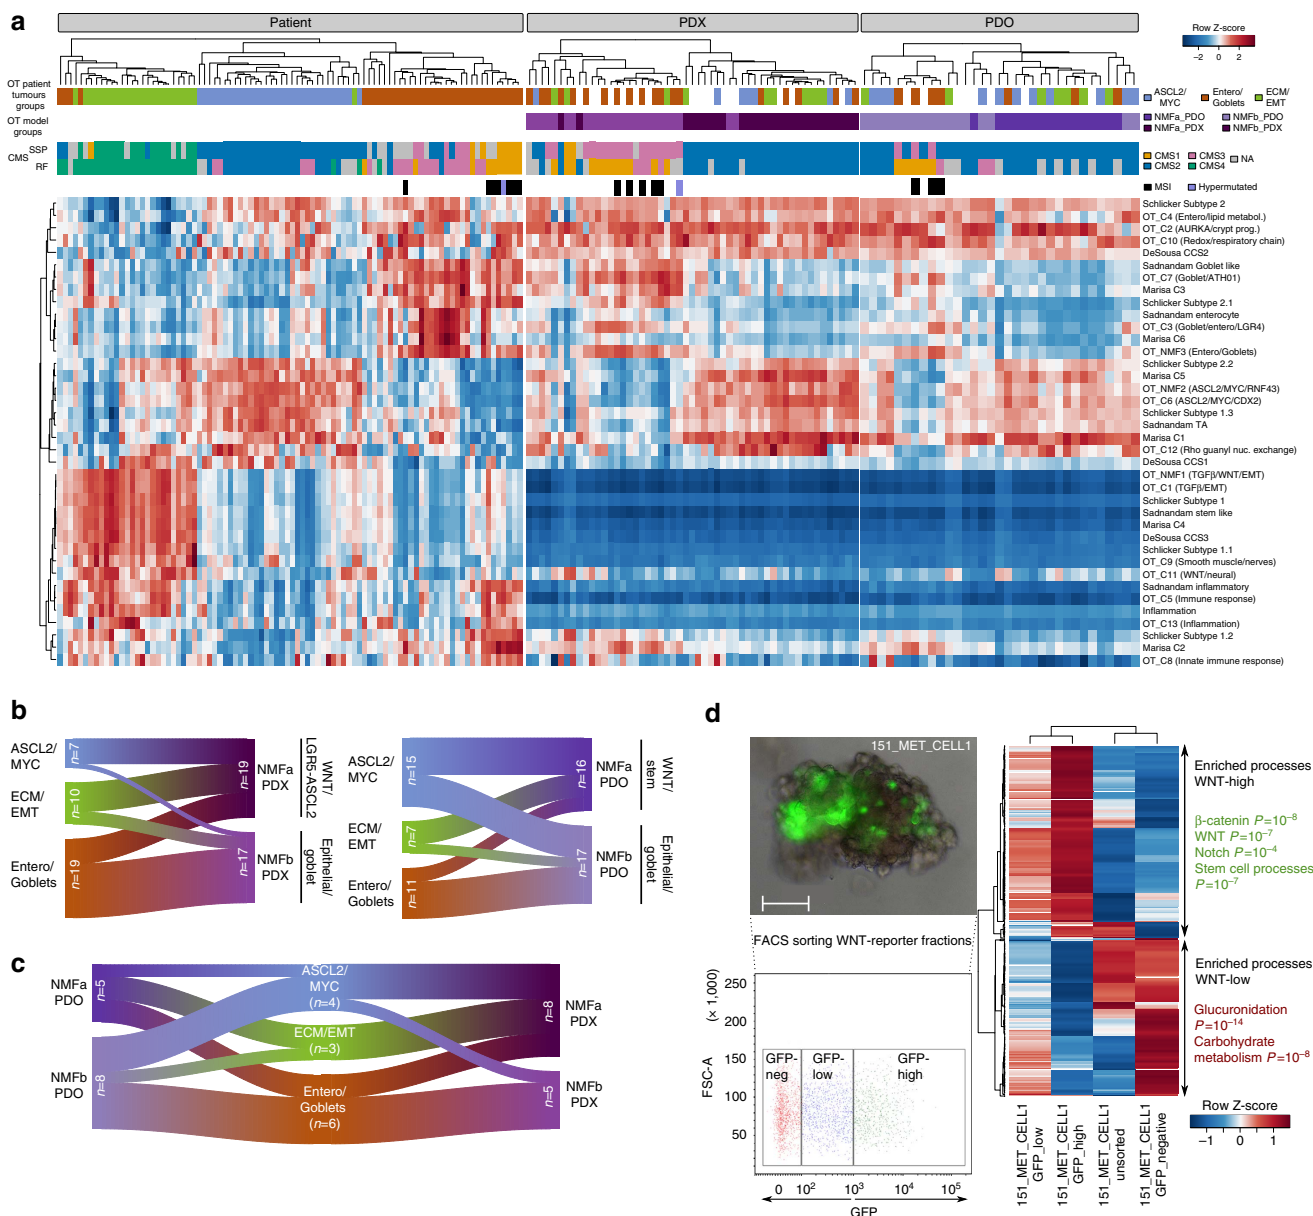 a
Patient
PDX
PDO
Row Z-score
−2 0 2
OT patient
tumours
groups
ASCL2/
MYC
Entero/
Goblets
ECM/
EMT
OT model
groups
NMFa_PDO
NMFb_PDO
NMFa_PDX
NMFb_PDX
CMS
SSP
RF
CMS1
CMS3
NA
CMS2
CMS4
MSI
Hypermutated
Schlicker Subtype 2
OT_C4 (Entero/lipid metabol.)
OT_C2 (AURKA/crypt prog.)
OT_C10 (Redox/respiratory chain)
DeSousa CCS2
Sadnandam Goblet like
OT_C7 (Goblet/ATH01)
Marisa C3
Schlicker Subtype 2.1
Sadnandam enterocyte
OT_C3 (Goblet/entero/LGR4)
Marisa C6
OT_NMF3 (Entero/Goblets)
Schlicker Subtype 2.2
Marisa C5
OT_NMF2 (ASCL2/MYC/RNF43)
OT_C6 (ASCL2/MYC/CDX2)
Schlicker Subtype 1.3
Sadnandam TA
Marisa C1
OT_C12 (Rho guanyl nuc. exchange)
DeSousa CCS1
OT_NMF1 (TGFβ/WNT/EMT)
OT_C1 (TGFβ/EMT)
Schlicker Subtype 1
Sadnandam stem like
Marisa C4
DeSousa CCS3
Schlicker Subtype 1.1
OT_C9 (Smooth muscle/nerves)
OT_C11 (WNT/neural)
Sadnandam inflammatory
OT_C5 (Immune response)
Inflammation
OT_C13 (Inflammation)
Schlicker Subtype 1.2
Marisa C2
OT_C8 (Innate immune response)
b
ASCL2/
MYC
ECM/
EMT
Entero/
Goblets
n=7
n=10
n=19
n=19
n=17
NMFa
PDX
NMFb
PDX
WNT/
LGR5-ASCL2
Epithelial/
goblet
ASCL2/
MYC
ECM/
EMT
Entero/
Goblets
n=15
n=7
n=11
n=16
n=17
NMFa
PDO
NMFb
PDO
WNT/
stem
Epithelial/
goblet
c
NMFa
PDO
NMFb
PDO
n=5
n=8
ASCL2/
MYC
(n=4)
ECM/EMT
(n=3)
Entero/
Goblets
(n=6)
n=8
n=5
NMFa
PDX
NMFb
PDX
d
151_MET_CELL1
FACS sorting WNT-reporter fractions
FSC-A
(× 1,000)
250
200
150
100
50
GFP-
neg
GFP-
low
GFP-
high
0 10² 10³ 10⁴ 10⁵
GFP
Enriched processes
WNT-high
β-catenin P=10⁻⁸
WNT P=10⁻⁷
Notch P=10⁻⁴
Stem cell processes
P=10⁻⁷
Enriched processes
WNT-low
Glucuronidation
P=10⁻¹⁴
Carbohydrate
metabolism P=10⁻⁸
151_MET_CELL1
GFP_low
151_MET_CELL1
GFP_high
151_MET_CELL1
unsorted
151_MET_CELL1
GFP_negative
Row Z-score
−1 0 1